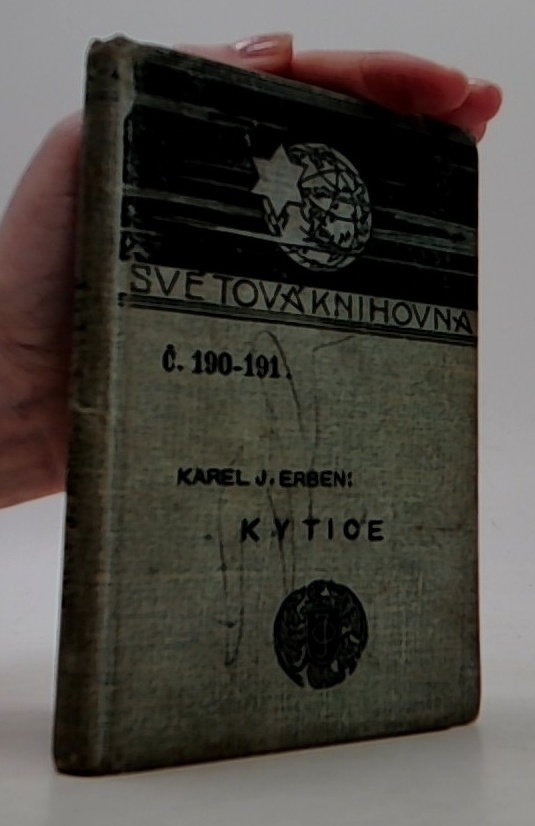 SVĚTOVÁ KNIHOVNA
Č. 190-191.
KAREL J. ERBEN:
KYTICE